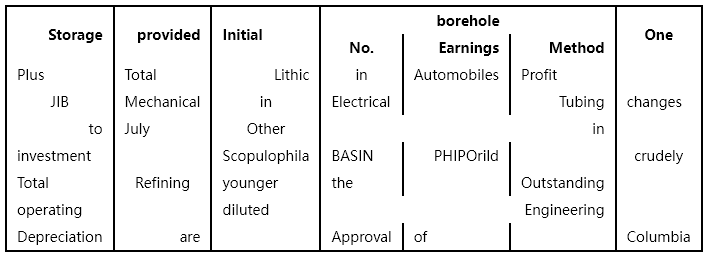 borehole
Storage provided Initial No. Earnings Method One
Plus Total Lithic in Automobiles Profit
JIB Mechanical in Electrical Tubing changes
to July Other in
investment Scopulophila BASIN PHIPOrild crudely
Total Refining younger the Outstanding
operating diluted Engineering
Depreciation are Approval of Columbia